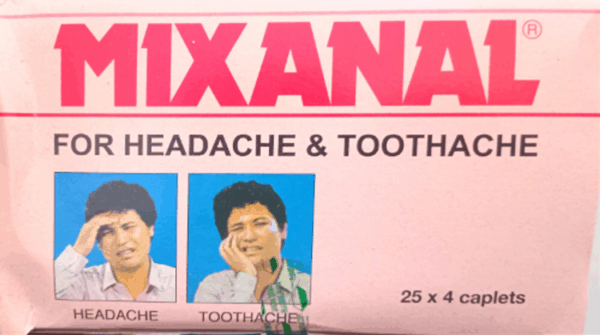 MIXANAL®
FOR HEADACHE & TOOTHACHE
HEADACHE
TOOTHACHE
25 x 4 caplets